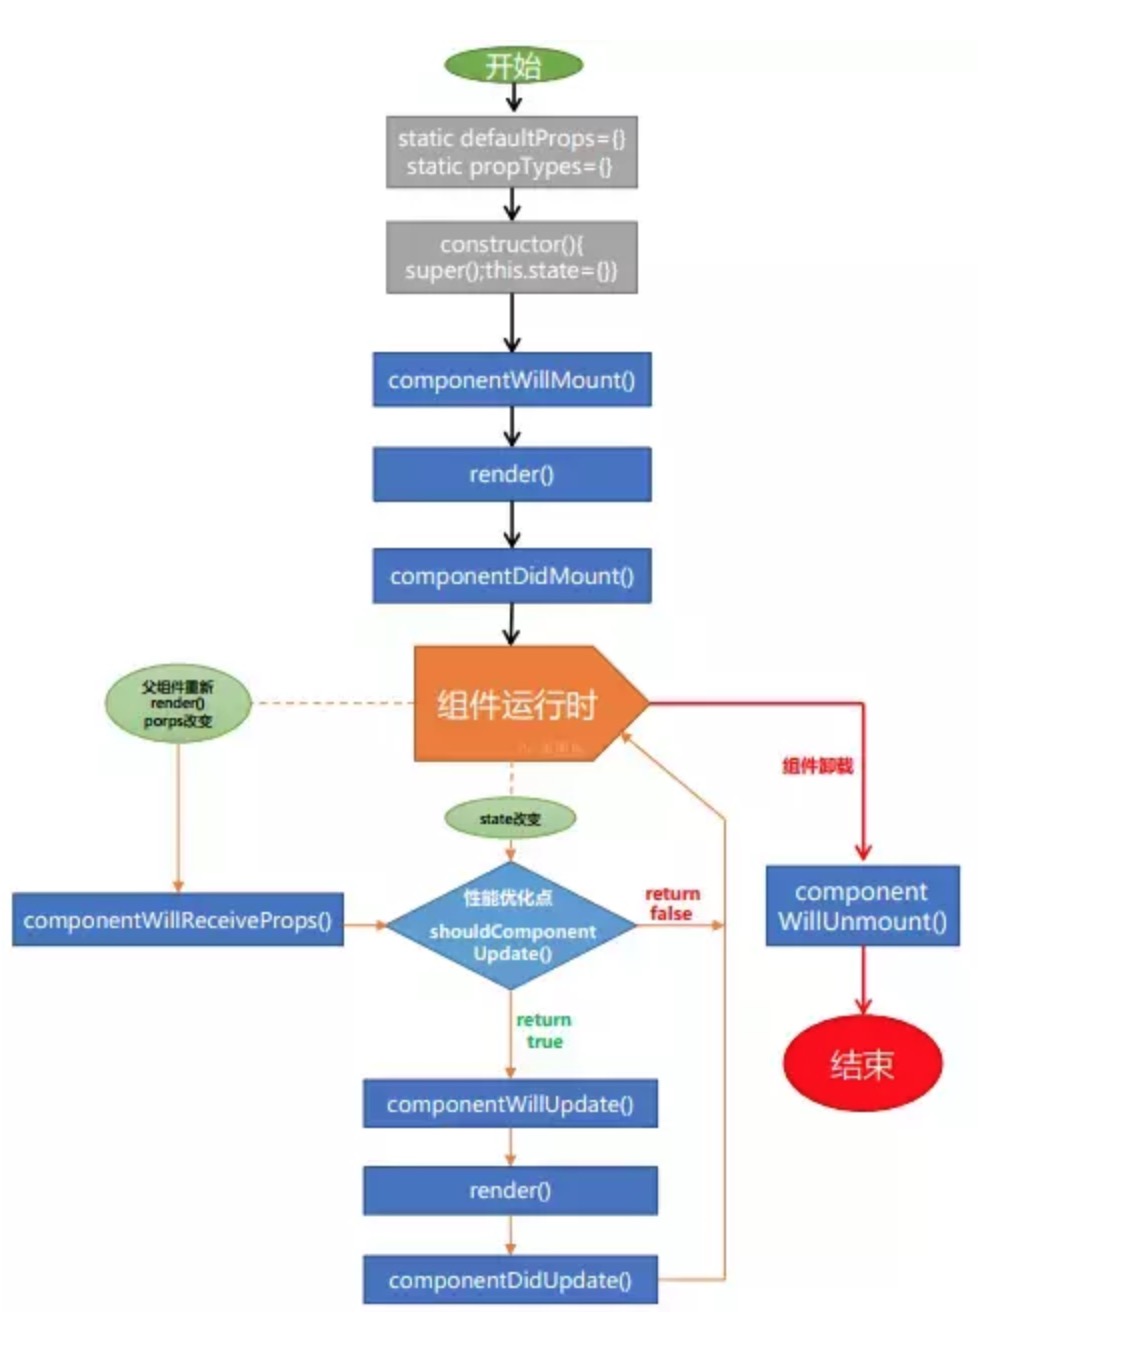 开始
static defaultProps={}
static propTypes={}
constructor(){
super();this.state={}}
componentWillMount()
render()
componentDidMount()
组件运行时
父组件重新
render()
porps改变
组件卸载
state改变
componentWillReceiveProps()
性能优化点
shouldComponent
Update()
return
false
component
WillUnmount()
return
true
结束
componentWillUpdate()
render()
componentDidUpdate()